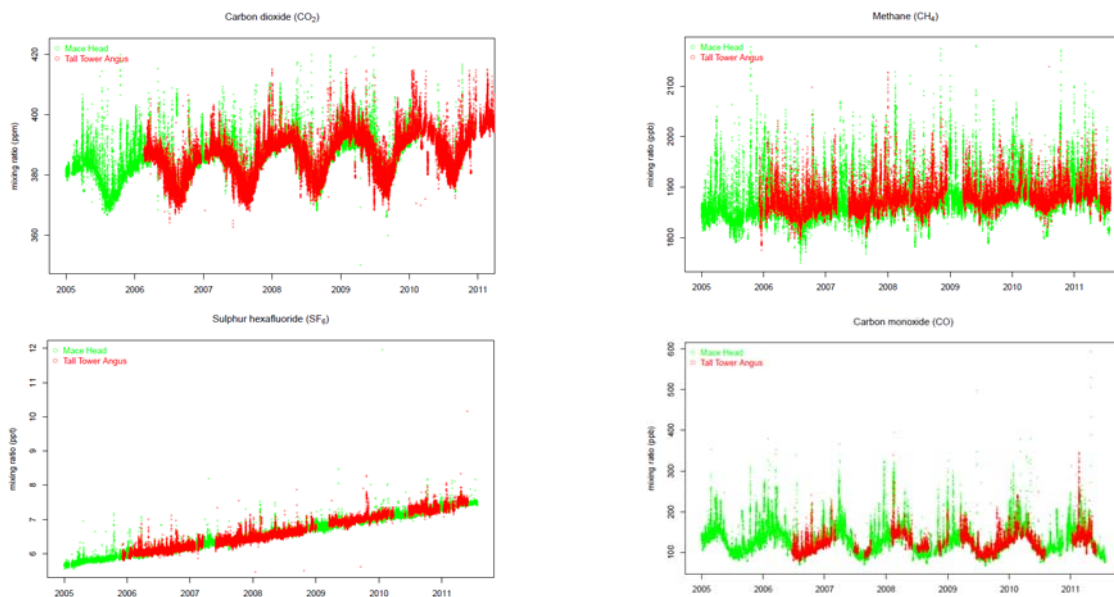 Carbon dioxide (CO₂)
mixing ratio (ppm)
420
400
380
360
Mace Head
Tall Tower Angus
2005 2006 2007 2008 2009 2010 2011
Methane (CH₄)
mixing ratio (ppb)
2100
2000
1900
1800
Mace Head
Tall Tower Angus
2005 2006 2007 2008 2009 2010 2011
Sulphur hexafluoride (SF₆)
mixing ratio (ppt)
12
11
10
9
8
7
6
Mace Head
Tall Tower Angus
2005 2006 2007 2008 2009 2010 2011
Carbon monoxide (CO)
mixing ratio (ppb)
600
500
400
300
200
100
Mace Head
Tall Tower Angus
2005 2006 2007 2008 2009 2010 2011